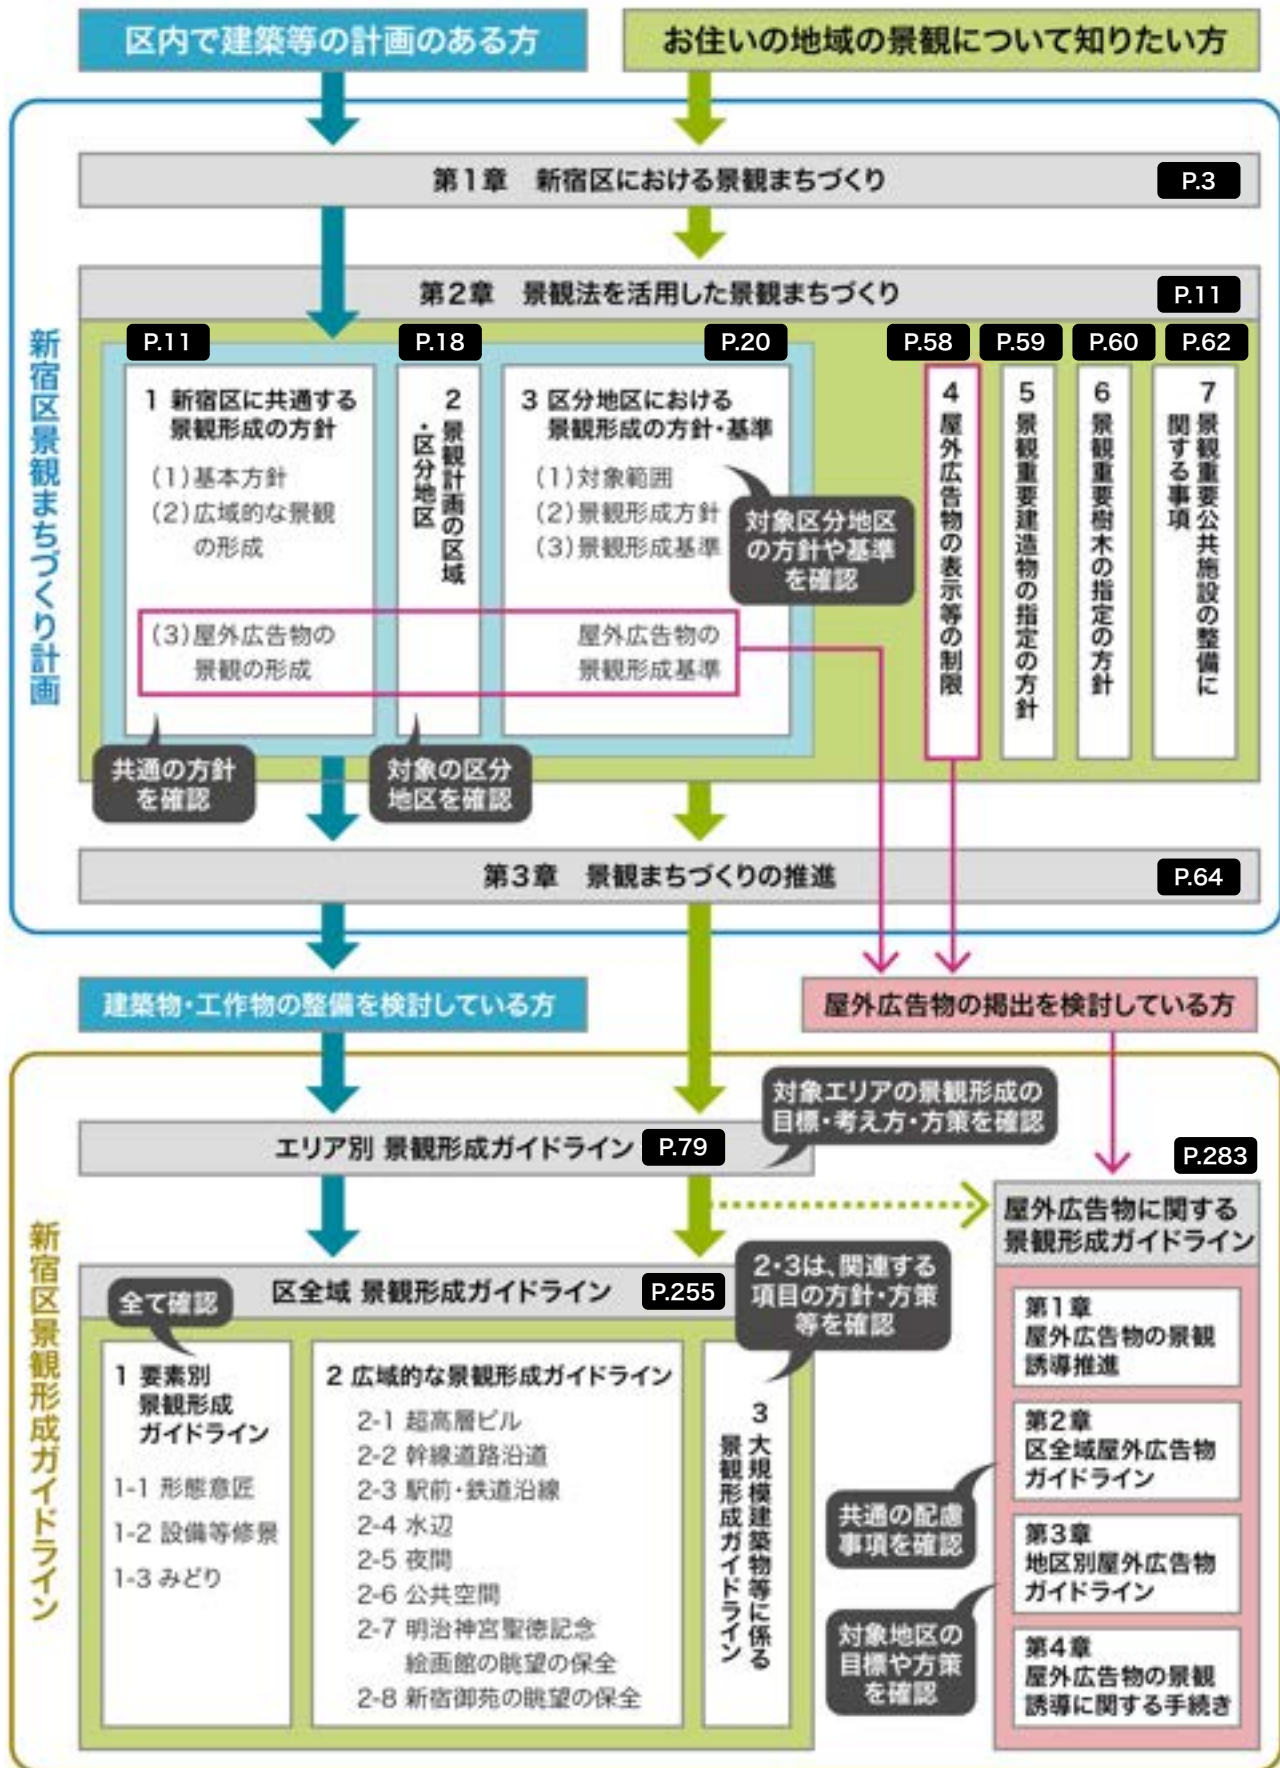 区内で建築等の計画のある方
お住いの地域の景観について知りたい方
新宿区景観まちづくり計画
第1章 新宿区における景観まちづくり
P.3
第2章 景観法を活用した景観まちづくり
P.11
P.11
1 新宿区に共通する
景観形成の方針
(1)基本方針
(2)広域的な景観
の形成
(3)屋外広告物の
景観の形成
共通の方針
を確認
P.18
2 景観計画の区域
・区分地区
対象の区分
地区を確認
P.20
3 区分地区における
景観形成の方針・基準
(1)対象範囲
(2)景観形成方針
(3)景観形成基準
屋外広告物の
景観形成基準
対象区分地区
の方針や基準
を確認
P.58
4 屋外広告物の表示等の制限
P.59
5 景観重要建造物の指定の方針
P.60
6 景観重要樹木の指定の方針
P.62
7 景観重要公共施設の整備に
関する事項
第3章 景観まちづくりの推進
P.64
建築物・工作物の整備を検討している方
屋外広告物の掲出を検討している方
新宿区景観形成ガイドライン
対象エリアの景観形成の
目標・考え方・方策を確認
エリア別 景観形成ガイドライン
P.79
区全域 景観形成ガイドライン
P.255
全て確認
1 要素別
景観形成
ガイドライン
1-1 形態意匠
1-2 設備等修景
1-3 みどり
2 広域的な景観形成ガイドライン
2-1 超高層ビル
2-2 幹線道路沿道
2-3 駅前・鉄道沿線
2-4 水辺
2-5 夜間
2-6 公共空間
2-7 明治神宮聖徳記念
絵画館の眺望の保全
2-8 新宿御苑の眺望の保全
2・3は、関連する
項目の方針・方策
等を確認
3 大規模建築物等に係る
景観形成ガイドライン
P.283
屋外広告物に関する
景観形成ガイドライン
第1章
屋外広告物の景観
誘導推進
第2章
区全域屋外広告物
ガイドライン
共通の配慮
事項を確認
第3章
地区別屋外広告物
ガイドライン
対象地区の
目標や方策
を確認
第4章
屋外広告物の景観
誘導に関する手続き